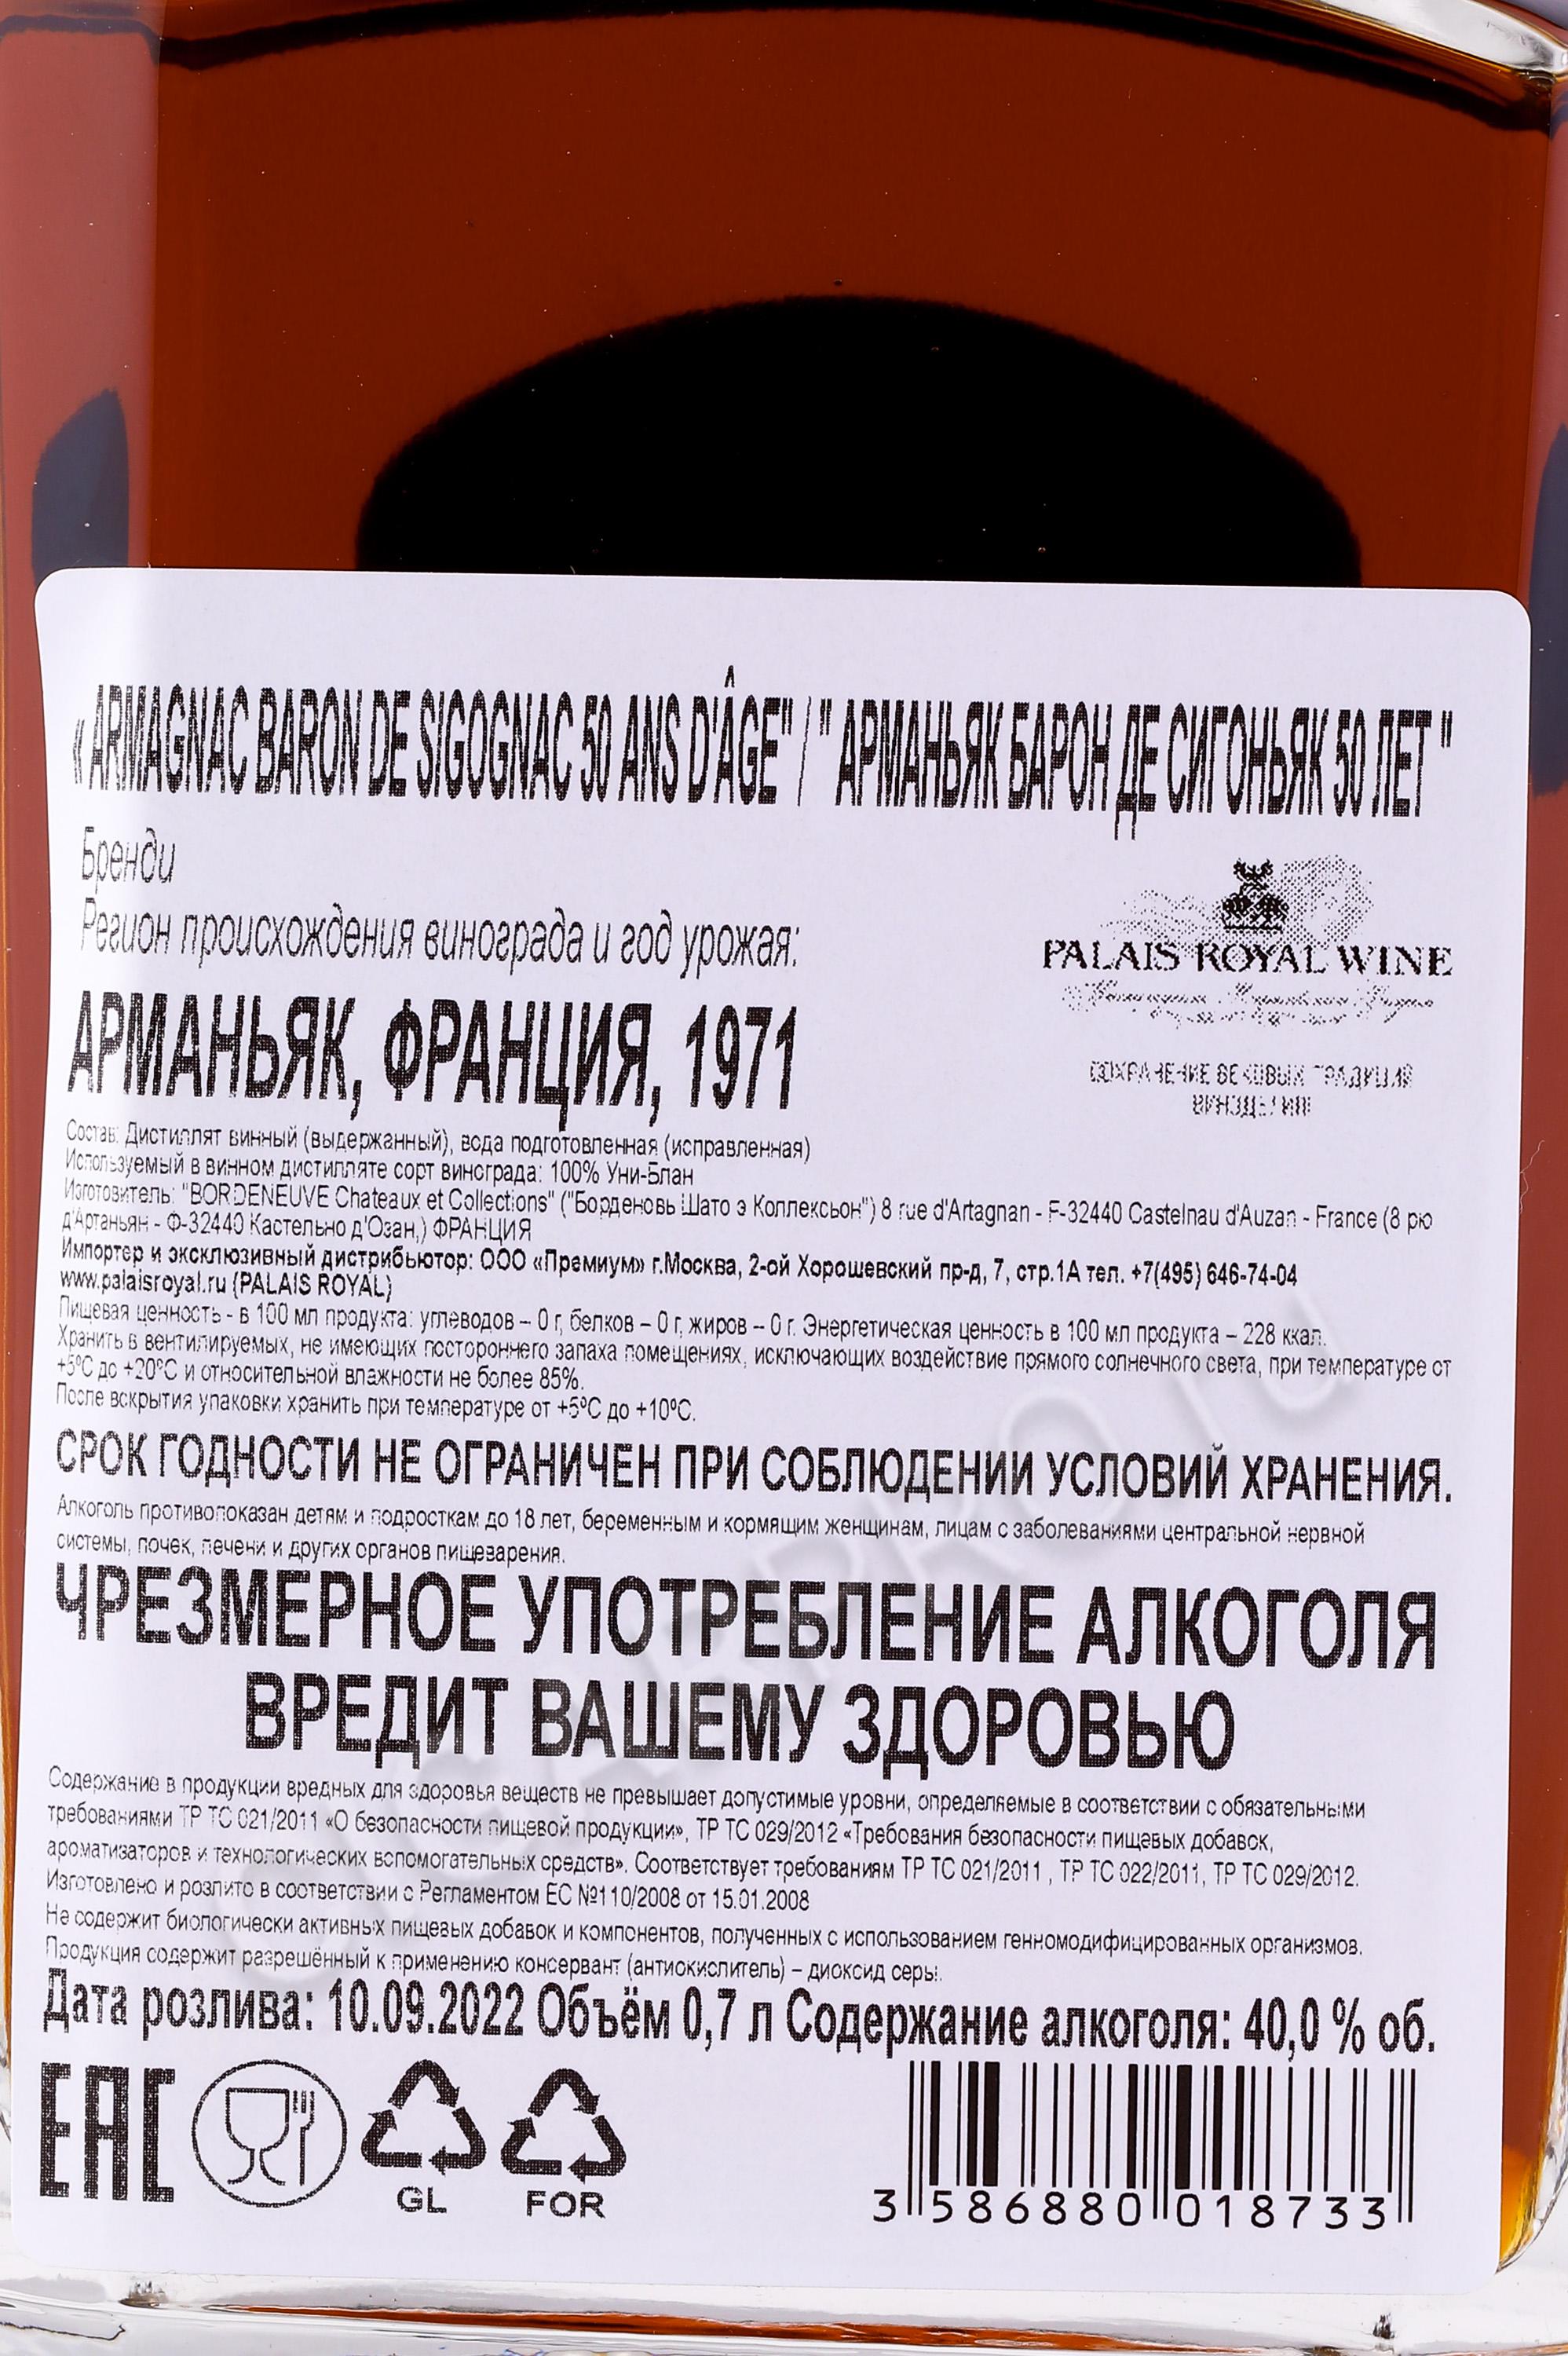 « ARMAGNAC BARON DE SIGOGNAC 50 ANS D'ÂGE" / " АРМАНЬЯК БАРОН ДЕ СИГОНЬЯК 50 ЛЕТ "
Бренди
Регион происхождения винограда и год урожая:
АРМАНЬЯК, ФРАНЦИЯ, 1971
PALAIS ROYAL WINE
СОХРАНЕНИЕ ВЕКОВЫХ ТРАДИЦИЙ
ВИНОДЕЛИЯ
Состав: Дистиллят винный (выдержанный), вода подготовленная (исправленная)
Используемый в винном дистилляте сорт винограда: 100% Уни-Блан
Изготовитель: "BORDENEUVE Chateaux et Collections" ("Борденовь Шато э Коллексьон") 8 rue d'Artagnan - F-32440 Castelnau d'Auzan - France (8 рю
д'Артаньян - Ф-32440 Кастельно д'Озан,) ФРАНЦИЯ
Импортер и эксклюзивный дистрибьютор: ООО «Премиум» г.Москва, 2-ой Хорошевский пр-д, 7, стр.1А тел. +7(495) 646-74-04
www.palaisroyal.ru (PALAIS ROYAL)
Пищевая ценность - в 100 мл продукта: углеводов – 0 г, белков – 0 г, жиров – 0 г. Энергетическая ценность в 100 мл продукта – 228 ккал.
Хранить в вентилируемых, не имеющих постороннего запаха помещениях, исключающих воздействие прямого солнечного света, при температуре от
+5ºС до +20ºС и относительной влажности не более 85%.
После вскрытия упаковки хранить при температуре от +5ºС до +10ºС.
СРОК ГОДНОСТИ НЕ ОГРАНИЧЕН ПРИ СОБЛЮДЕНИИ УСЛОВИЙ ХРАНЕНИЯ.
Алкоголь противопоказан детям и подросткам до 18 лет, беременным и кормящим женщинам, лицам с заболеваниями центральной нервной
системы, почек, печени и других органов пищеварения.
ЧРЕЗМЕРНОЕ УПОТРЕБЛЕНИЕ АЛКОГОЛЯ
ВРЕДИТ ВАШЕМУ ЗДОРОВЬЮ
Содержание в продукции вредных для здоровья веществ не превышает допустимые уровни, определяемые в соответствии с обязательными
требованиями ТР ТС 021/2011 «О безопасности пищевой продукции», ТР ТС 029/2012 «Требования безопасности пищевых добавок,
ароматизаторов и технологических вспомогательных средств». Соответствует требованиям ТР ТС 021/2011 , ТР ТС 022/2011, ТР ТС 029/2012.
Изготовлено и розлито в соответствии с Регламентом ЕС №110/2008 от 15.01.2008
Не содержит биологически активных пищевых добавок и компонентов, полученных с использованием генномодифицированных организмов.
Продукция содержит разрешённый к применению консервант (антиокислитель) – диоксид серы.
Дата розлива: 10.09.2022 Объём 0,7 л Содержание алкоголя: 40,0 % об.
EAC
GL
FOR
3 586880 018733